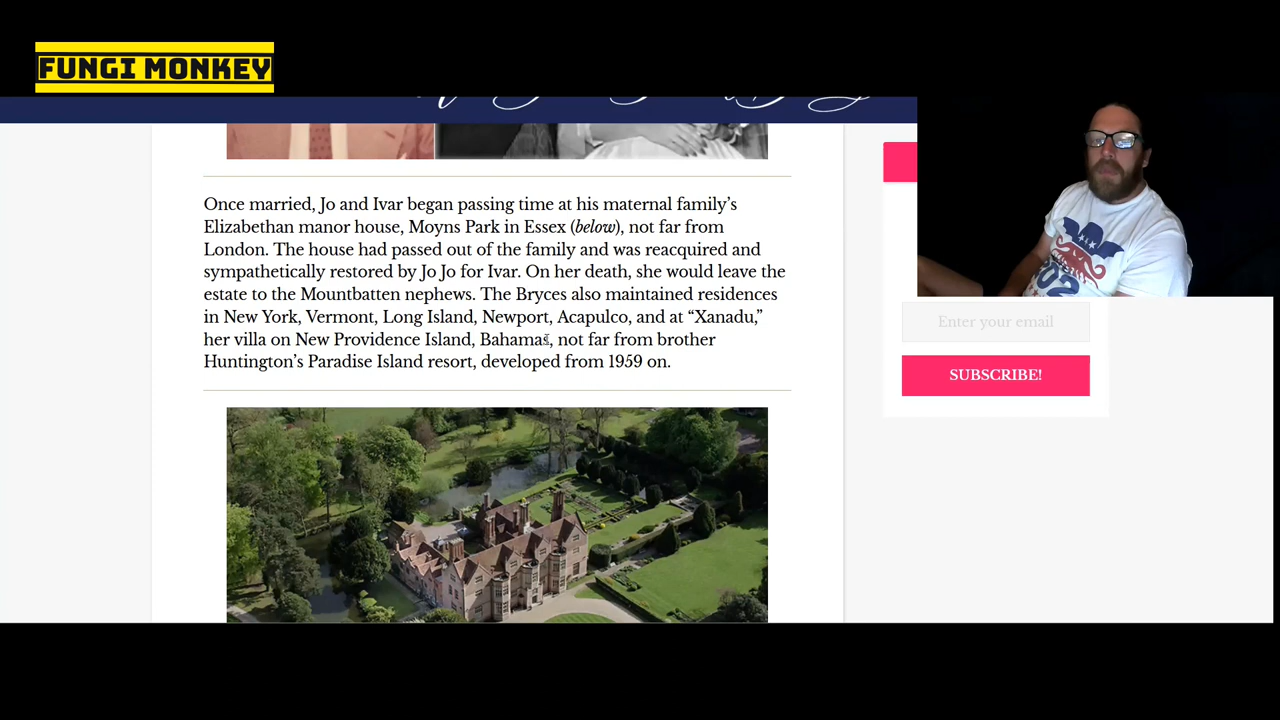 FUNGI MONKEY
Once married, Jo and Ivar began passing time at his maternal family’s
Elizabethan manor house, Moyns Park in Essex (below), not far from
London. The house had passed out of the family and was reacquired and
sympathetically restored by Jo Jo for Ivar. On her death, she would leave the
estate to the Mountbatten nephews. The Bryces also maintained residences
in New York, Vermont, Long Island, Newport, Acapulco, and at “Xanadu,”
her villa on New Providence Island, Bahamas, not far from brother
Huntington’s Paradise Island resort, developed from 1959 on.
Enter your email
SUBSCRIBE!